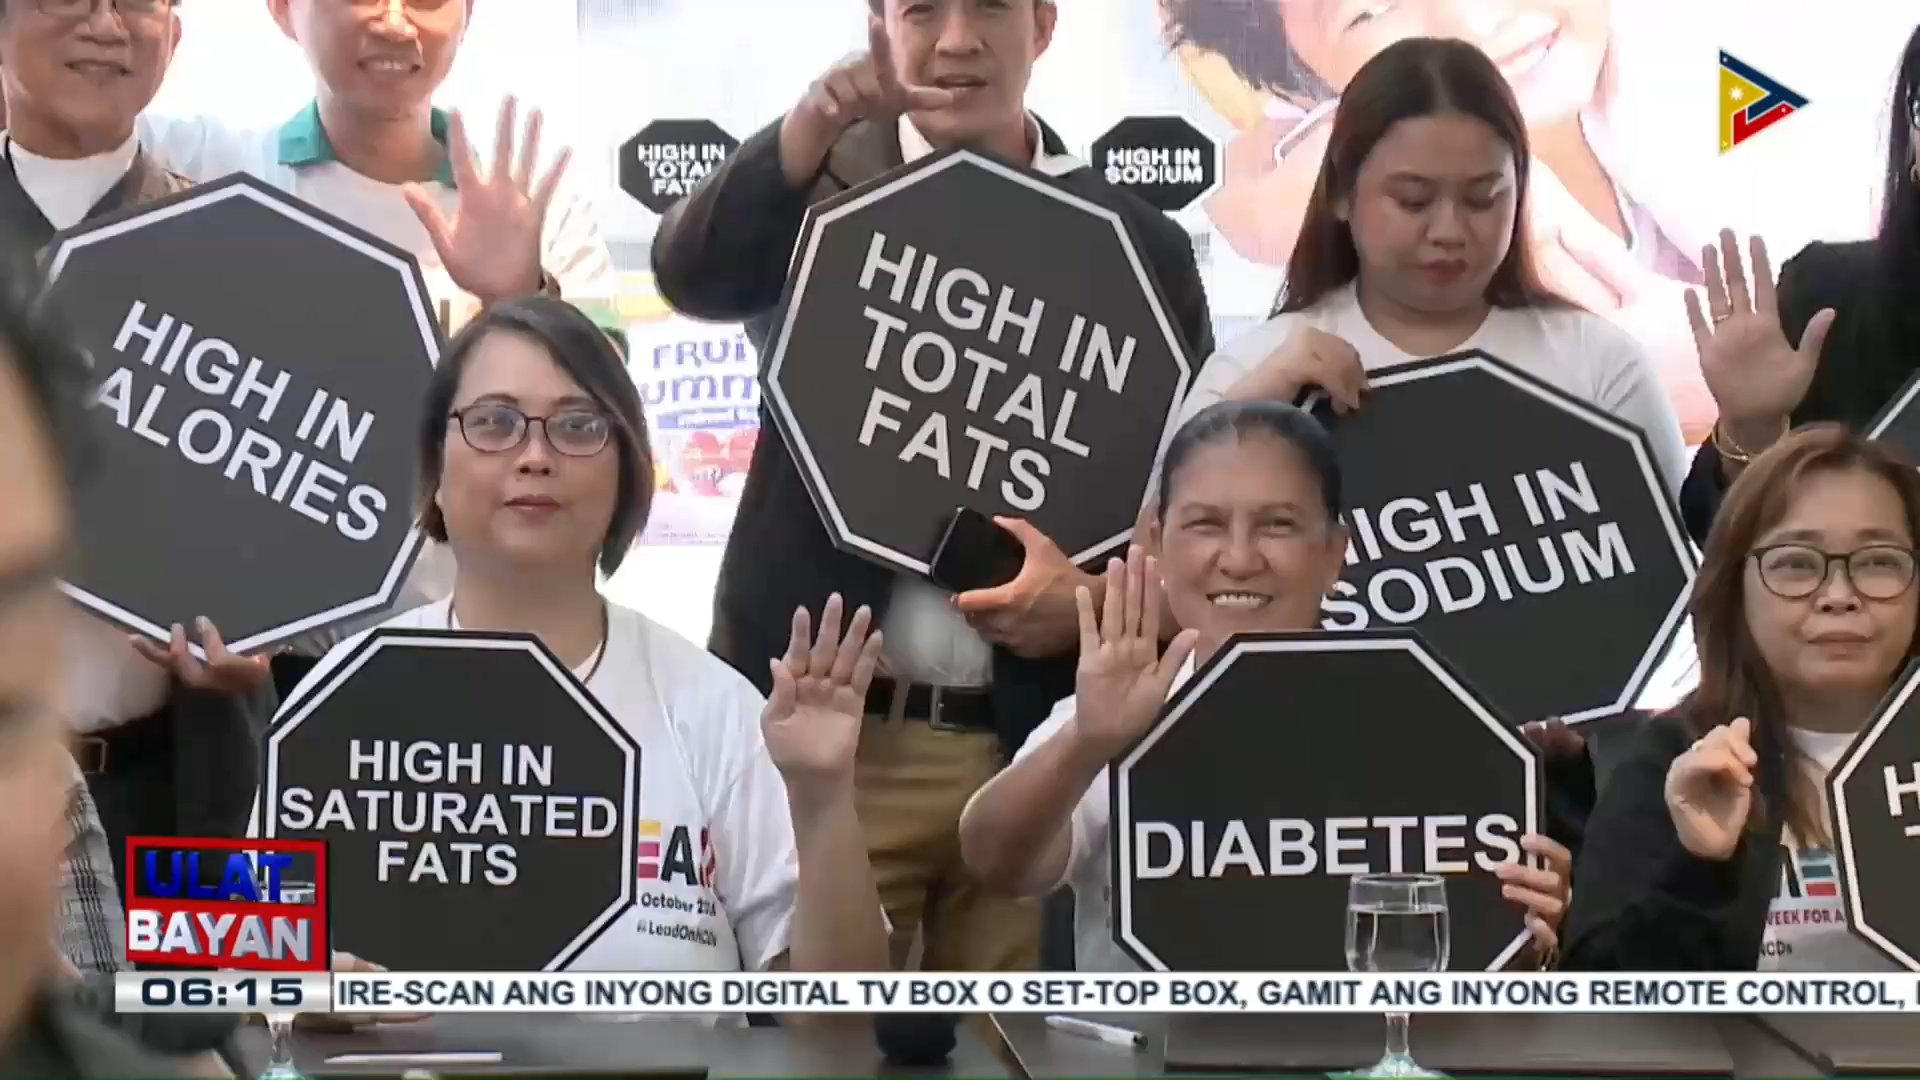 HIGH IN
TOTAL
FATS
HIGH IN
SODIUM
HIGH IN
ALORIES
HIGH IN
TOTAL
FATS
HIGH IN
SODIUM
HIGH IN
SATURATED
FATS
DIABETES
October
ULAT
BAYAN
06:15
IRE-SCAN ANG INYONG DIGITAL TV BOX O SET-TOP BOX, GAMIT ANG INYONG REMOTE CONTROL,